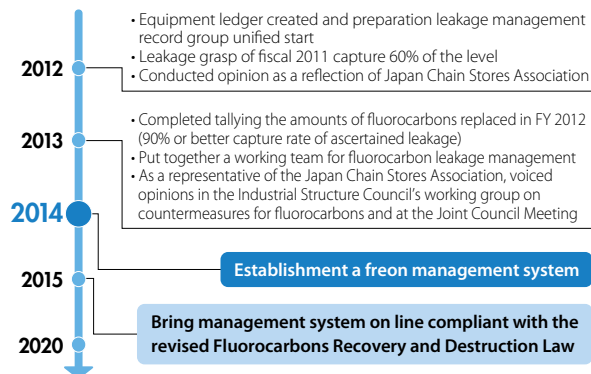 • Equipment ledger created and preparation leakage management
record group unified start
• Leakage grasp of fiscal 2011 capture 60% of the level
2012
• Conducted opinion as a reflection of Japan Chain Stores Association
• Completed tallying the amounts of fluorocarbons replaced in FY 2012
2013
(90% or better capture rate of ascertained leakage)
• Put together a working team for fluorocarbon leakage management
• As a representative of the Japan Chain Stores Association, voiced
opinions in the Industrial Structure Council's working group on
countermeasures for fluorocarbons and at the Joint Council Meeting
2014
Establishment a freon management system
2015
Bring management system on line compliant with the
revised Fluorocarbons Recovery and Destruction Law
2020